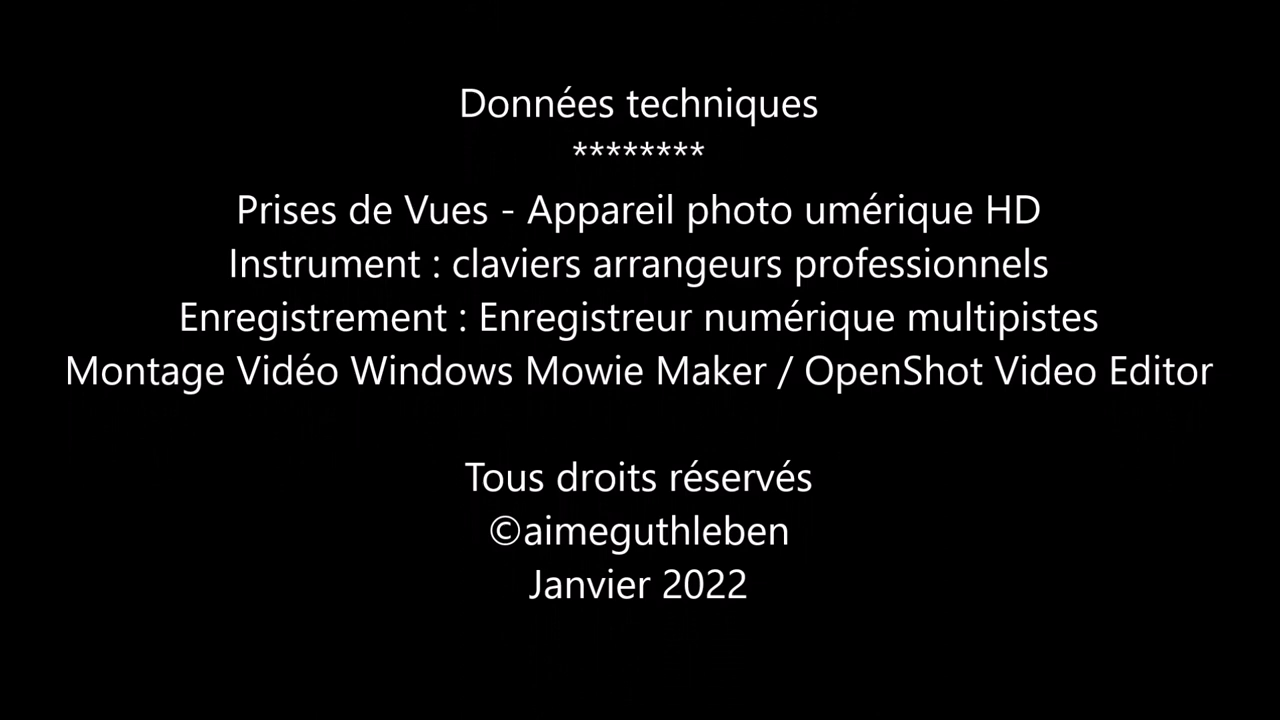 Données techniques
********
Prises de Vues - Appareil photo umérique HD
Instrument : claviers arrangeurs professionnels
Enregistrement : Enregistreur numérique multipistes
Montage Vidéo Windows Mowie Maker / OpenShot Video Editor
Tous droits réservés
©aimeguthleben
Janvier 2022